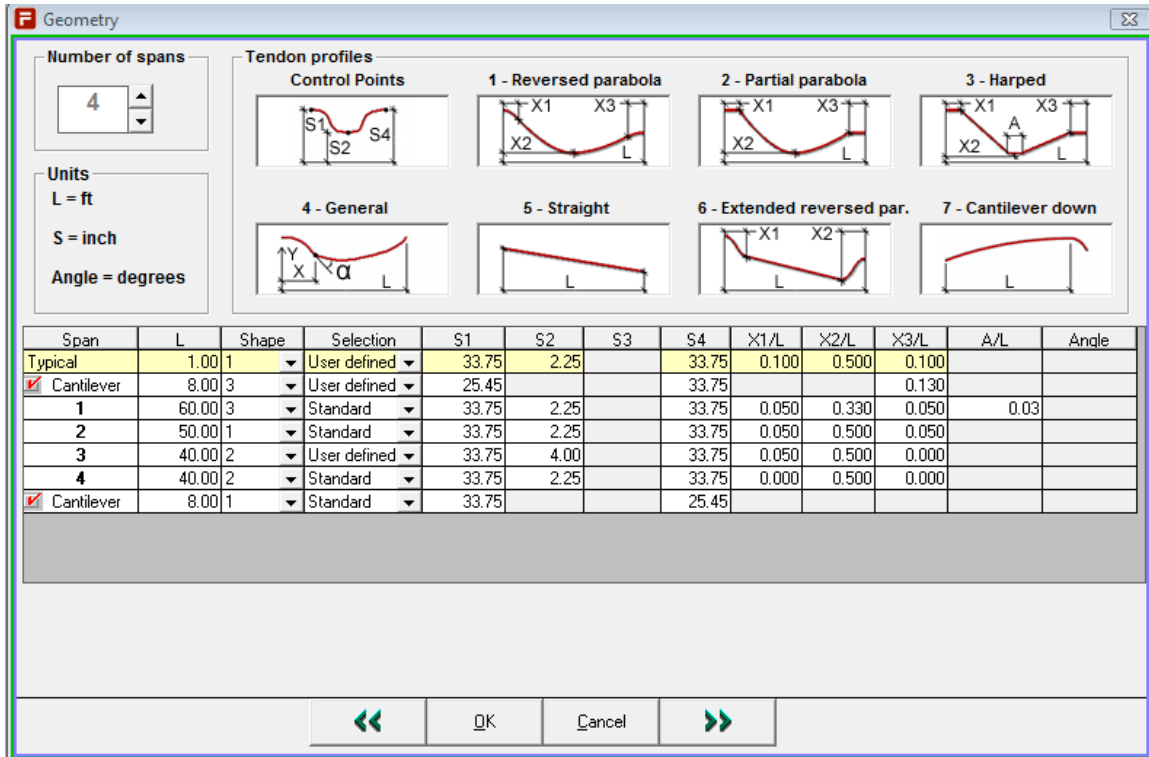 Geometry
Number of spans
4
Units
L = ft
S = inch
Angle = degrees
Tendon profiles
Control Points
S1
S2
S4
1 - Reversed parabola
X1 X3
X2
L
2 - Partial parabola
X1 X3
X2
L
3 - Harped
X1 X3
A
X2
L
4 - General
Y
X
α
L
5 - Straight
L
6 - Extended reversed par.
X1 X2
L
7 - Cantilever down
L
Span L Shape Selection S1 S2 S3 S4 X1/L X2/L X3/L A/L Angle
Typical 1.00 1 User defined 33.75 2.25 33.75 0.100 0.500 0.100
Cantilever 8.00 3 User defined 25.45 33.75 0.130
1 60.00 3 Standard 33.75 2.25 33.75 0.050 0.330 0.050 0.03
2 50.00 1 Standard 33.75 2.25 33.75 0.050 0.500 0.050
3 40.00 2 User defined 33.75 4.00 33.75 0.050 0.500 0.000
4 40.00 2 Standard 33.75 2.25 33.75 0.000 0.500 0.000
Cantilever 8.00 1 Standard 33.75 25.45
OK
Cancel